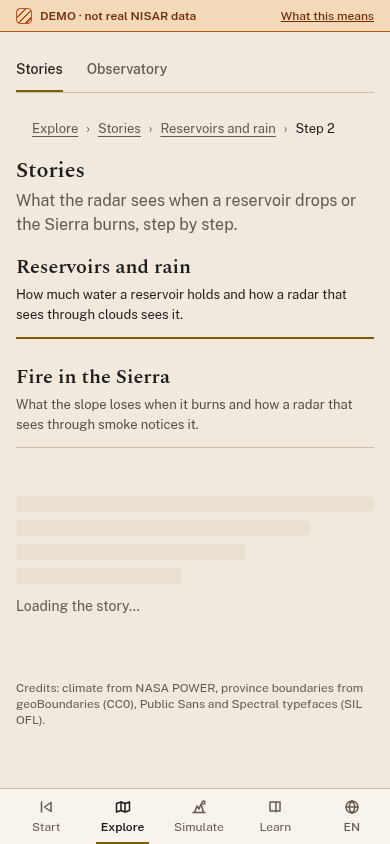 DEMO · not real NISAR data
What this means
Stories
Observatory
Explore › Stories › Reservoirs and rain › Step 2
Stories
What the radar sees when a reservoir drops or
the Sierra burns, step by step.
Reservoirs and rain
How much water a reservoir holds and how a radar that
sees through clouds sees it.
Fire in the Sierra
What the slope loses when it burns and how a radar that
sees through smoke notices it.
Loading the story...
Credits: climate from NASA POWER, province boundaries from
geoBoundaries (CC0), Public Sans and Spectral typefaces (SIL
OFL).
Start
Explore
Simulate
Learn
EN